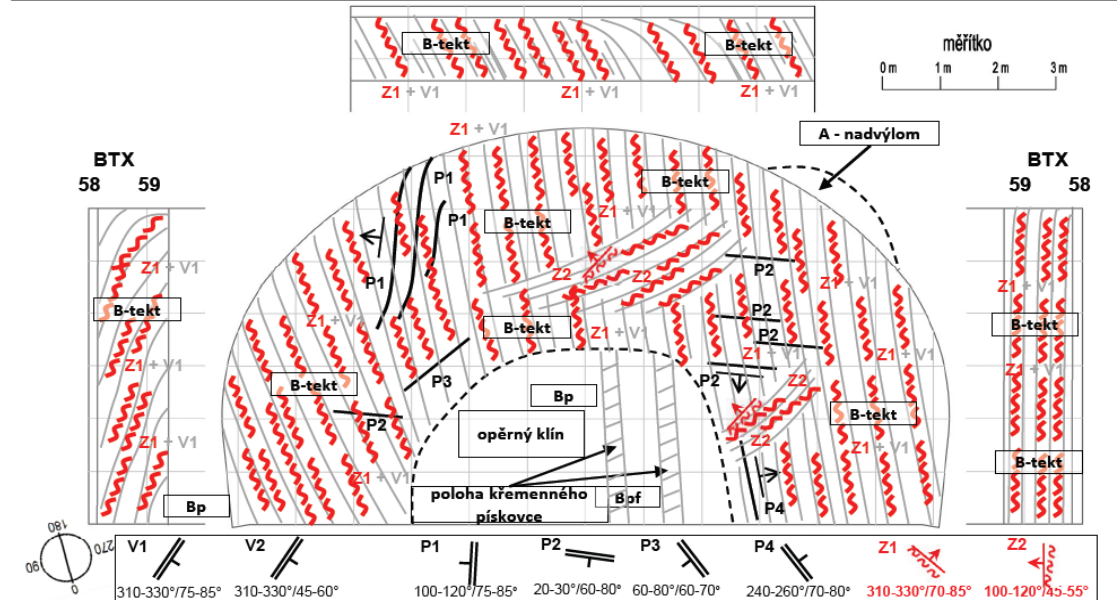 B-tekt
B-tekt
Z1 + V1
Z1 + V1
Z1 + V1
měřítko
0 m
1 m
2 m
3 m
A - nadvýlom
Z1 + V1
BTX
58
59
BTX
59
58
P1
P1
P1
B-tekt
B-tekt
Z1 + V1
Z2
Z2
P2
Z1 + V1
Z1 + V1
B-tekt
Z1 + V1
Z1 + V1
B-tekt
Z1 + V1
P2
P2
Z1 + V1
Z1 + V1
B-tekt
Z1 + V1
Z1 + V1
B-tekt
P3
P2
Z2
Bp
P2
B-tekt
opěrný klín
Z2
Z1 + V1
Z1 + V1
Z1 + V1
B-tekt
poloha křemenného
pískovce
Bpf
P4
Bp
180
270
90
0
V1
310-330°/75-85°
V2
310-330°/45-60°
P1
100-120°/75-85°
P2
20-30°/60-80°
P3
60-80°/60-70°
P4
240-260°/70-80°
Z1
310-330°/70-85°
Z2
100-120°/45-55°